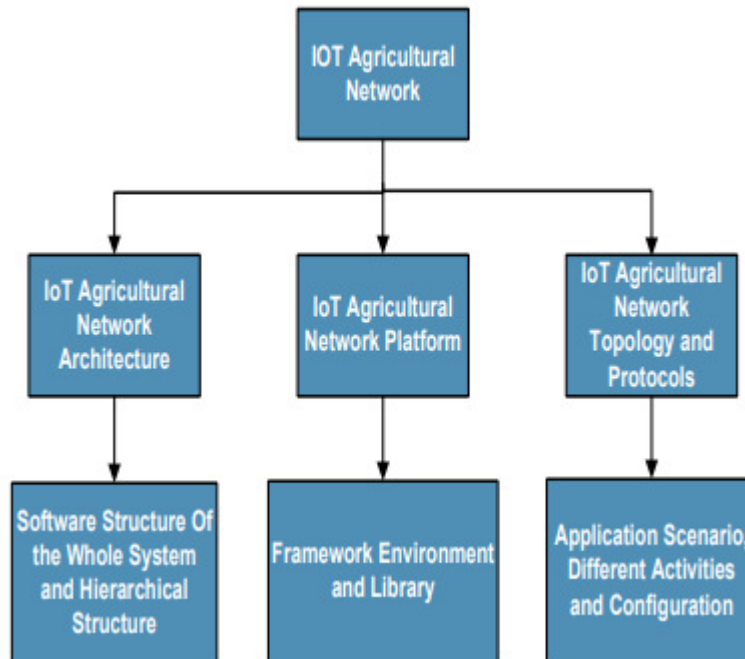 IOT Agricultural
Network
IoT Agricultural
Network
Architecture
IoT Agricultural
Network Platform
IoT Agricultural
Network
Topology and
Protocols
Software Structure Of
the Whole System
and Hierarchical
Structure
Framework Environment
and Library
Application Scenario,
Different Activities
and Configuration